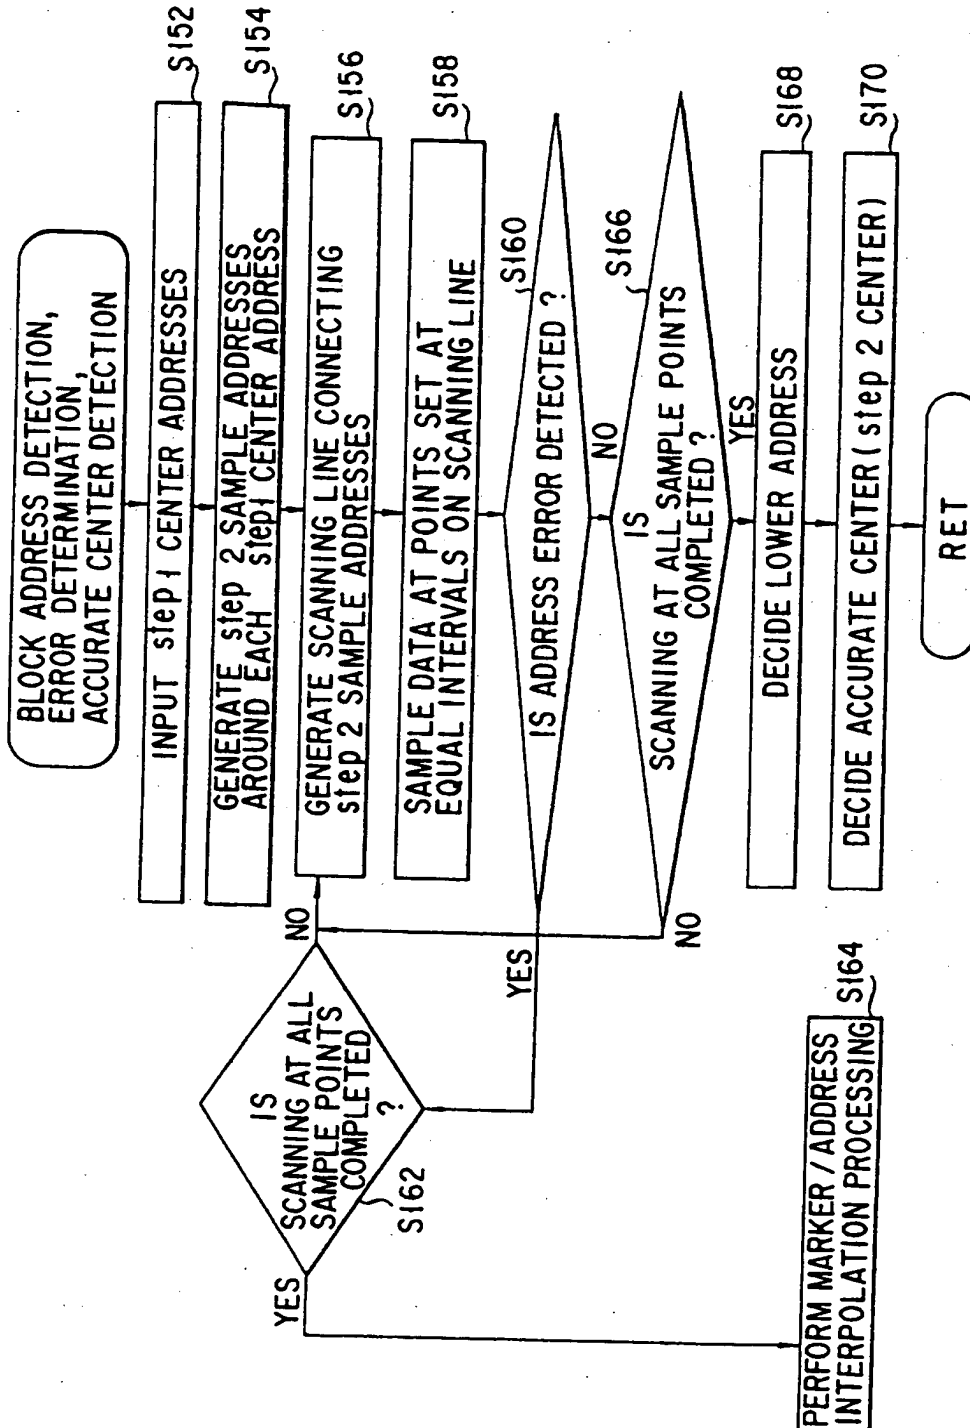 BLOCK ADDRESS DETECTION,
ERROR DETERMINATION,
ACCURATE CENTER DETECTION
INPUT step1 CENTER ADDRESSES
S152
GENERATE step 2 SAMPLE ADDRESSES
AROUND EACH step1 CENTER ADDRESS
S154
GENERATE SCANNING LINE CONNECTING
step 2 SAMPLE ADDRESSES
S156
SAMPLE DATA AT POINTS SET AT
EQUAL INTERVALS ON SCANNING LINE
S158
IS ADDRESS ERROR DETECTED ?
S160
YES
NO
IS
SCANNING AT ALL
SAMPLE POINTS
COMPLETED
?
S162
YES
NO
IS
SCANNING AT ALL SAMPLE POINTS
COMPLETED ?
S166
NO
YES
DECIDE LOWER ADDRESS
S168
DECIDE ACCURATE CENTER (step 2 CENTER)
S170
PERFORM MARKER / ADDRESS
INTERPOLATION PROCESSING
S164
RET